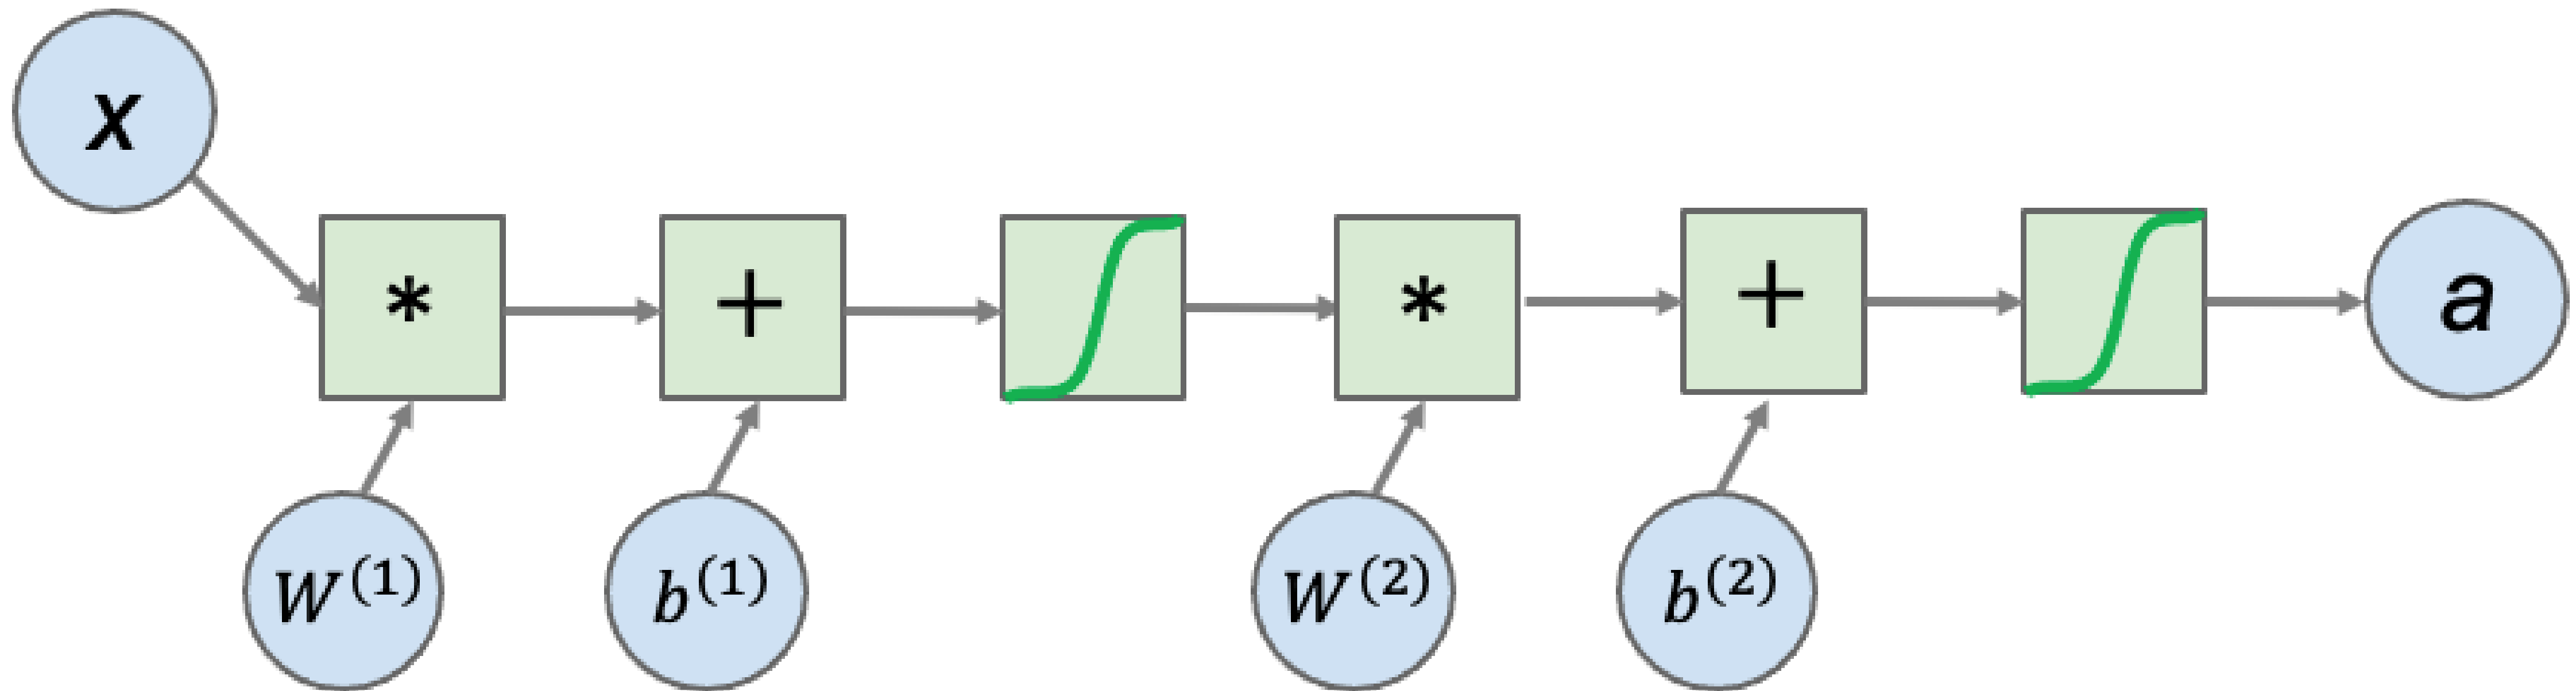 x
* + * + a
W^(1) b^(1) W^(2) b^(2)